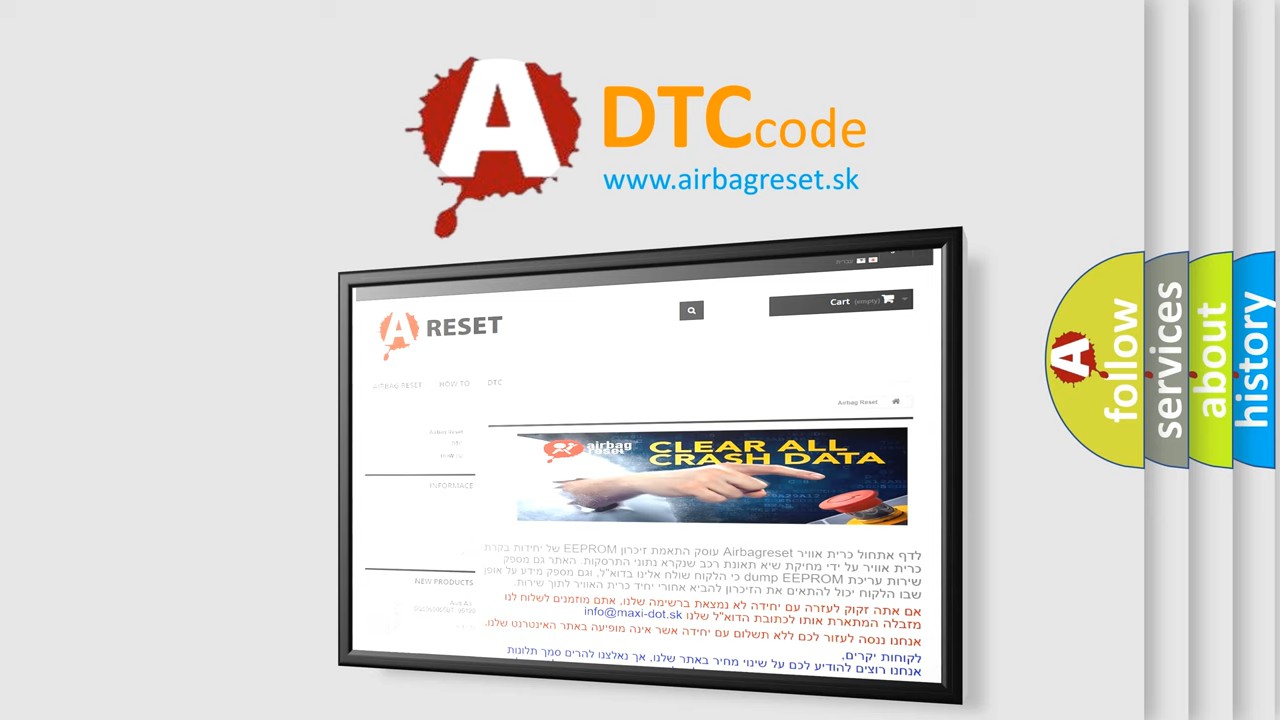 A
DTCcode
www.airbagreset.sk
עברית
Cart (empty)
A RESET
AIRBAG RESET HOW TO DTC
Airbag Reset
Airbag Reset
DTC
HOW TO
INFORMACE
NEW PRODUCTS
airbag
reset
CLEAR ALL
CRASH DATA
לדף אתחול כרית אוויר Airbagreset עוסק התאמת זיכרון EEPROM של יחידות בקרת
כרית אוויר על ידי מחיקת שיא תאונת רכב שנקרא נתוני התרסקות. האתר גם מספק
שירות עריכת dump EEPROM כי הלקוח שולח אלינו בדוא"ל, וגם מספק מידע על אופן
שבו הלקוח יכול להתאים את הזיכרון להביא אחורי יחיד כרית האוויר לתוך שירות.
אם אתה זקוק לעזרה עם יחידה לא נמצאת ברשימה שלנו, אתם מוזמנים לשלוח לנו
מזבלה המתארת אותו לכתובת הדוא"ל שלנו info@maxi-dot.sk
אנחנו ננסה לעזור לכם ללא תשלום עם יחידה אשר אינה מופיעה באתר האינטרנט שלנו.
לקוחות יקרים,
אנחנו רוצים להודיע לכם על שינוי מחיר באתר שלנו, אך נאלצנו להרים סמך תלונות
A
follow
services
about
history